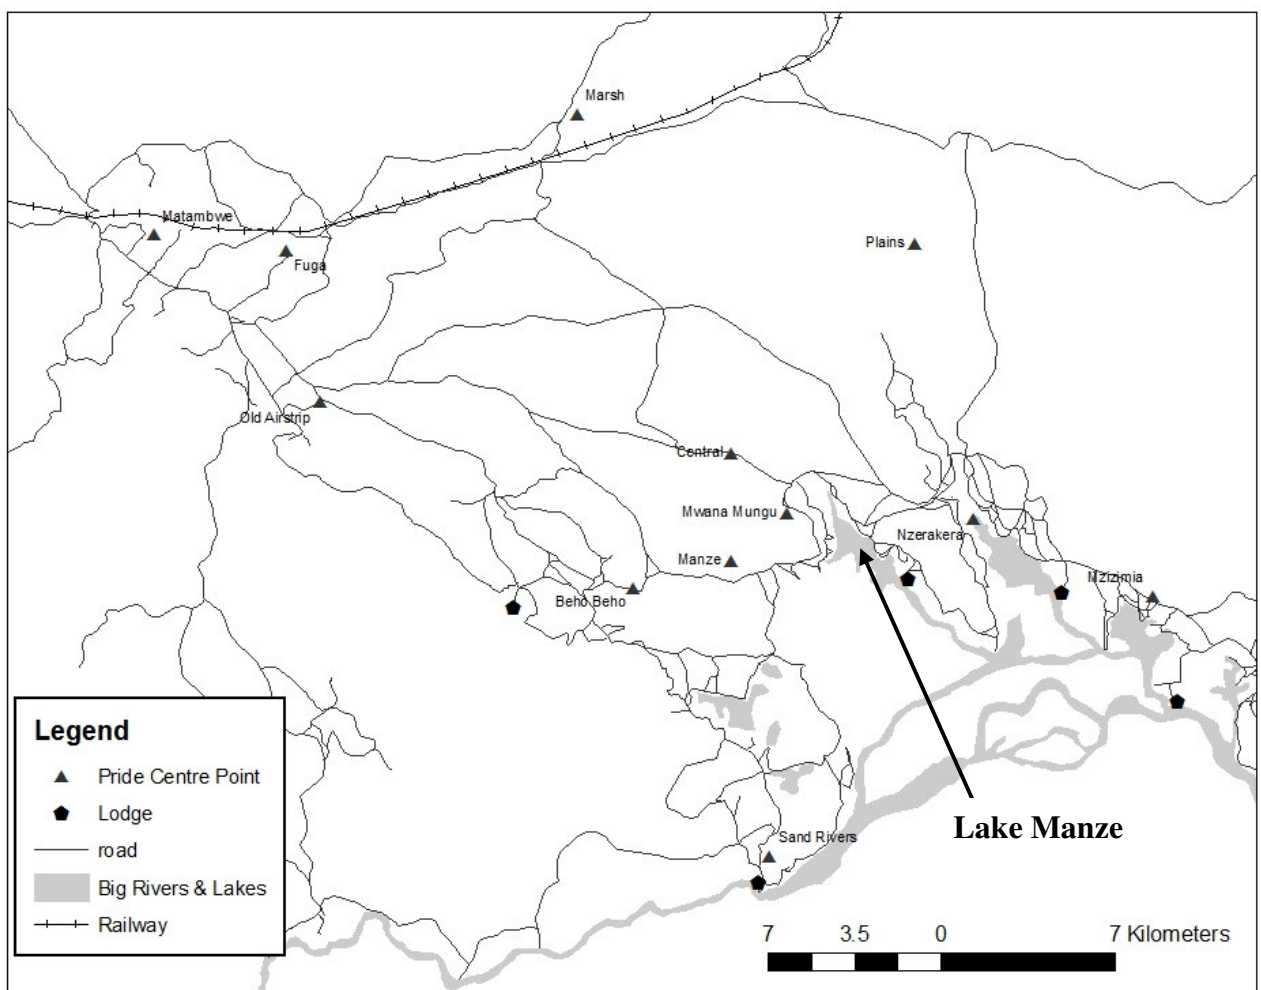 Marsh
Matambwe
Plains
Fuga
Old Airstrip
Central
Mwana Mungu
Nzerakera
Manze
Mzizimia
Beho Beho
Legend
Pride Centre Point
Lodge
road
Big Rivers & Lakes
Railway
Lake Manze
Sand Rivers
7 3.5 0 7 Kilometers